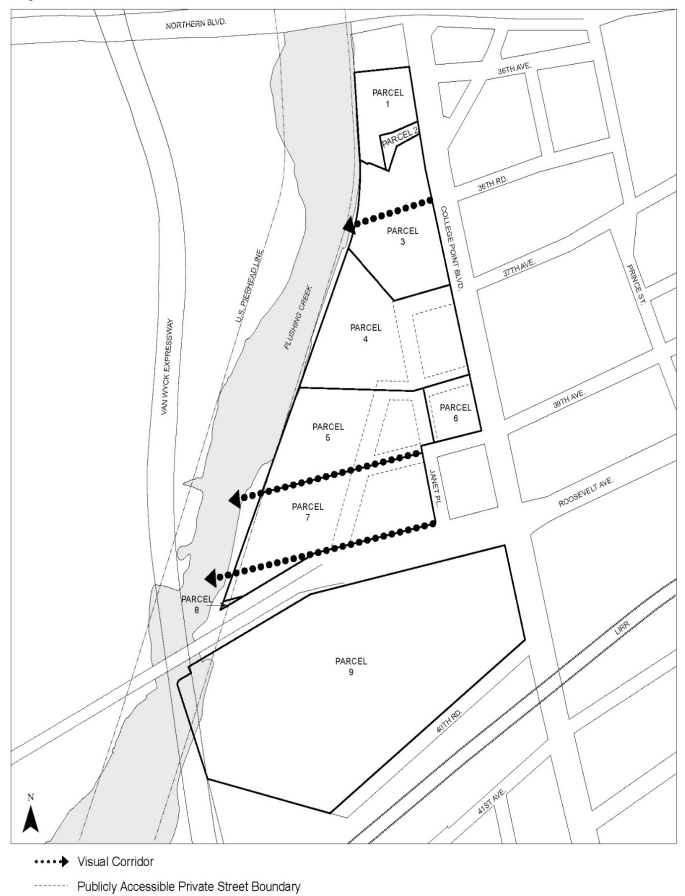 NORTHERN BLVD.
36TH AVE.
PARCEL
1
PARCEL 2
36TH RD.
COLLEGE POINT BLVD.
PARCEL
3
37TH AVE.
PRINCE ST.
U.S. PIERHEAD LINE
FLUSHING CREEK
VAN WYCK EXPRESSWAY
PARCEL
4
39TH AVE.
PARCEL
6
PARCEL
5
JANET PL.
ROOSEVELT AVE.
PARCEL
7
PARCEL
8
LIRR
PARCEL
9
40TH RD.
41ST AVE.
N
Visual Corridor
Publicly Accessible Private Street Boundary